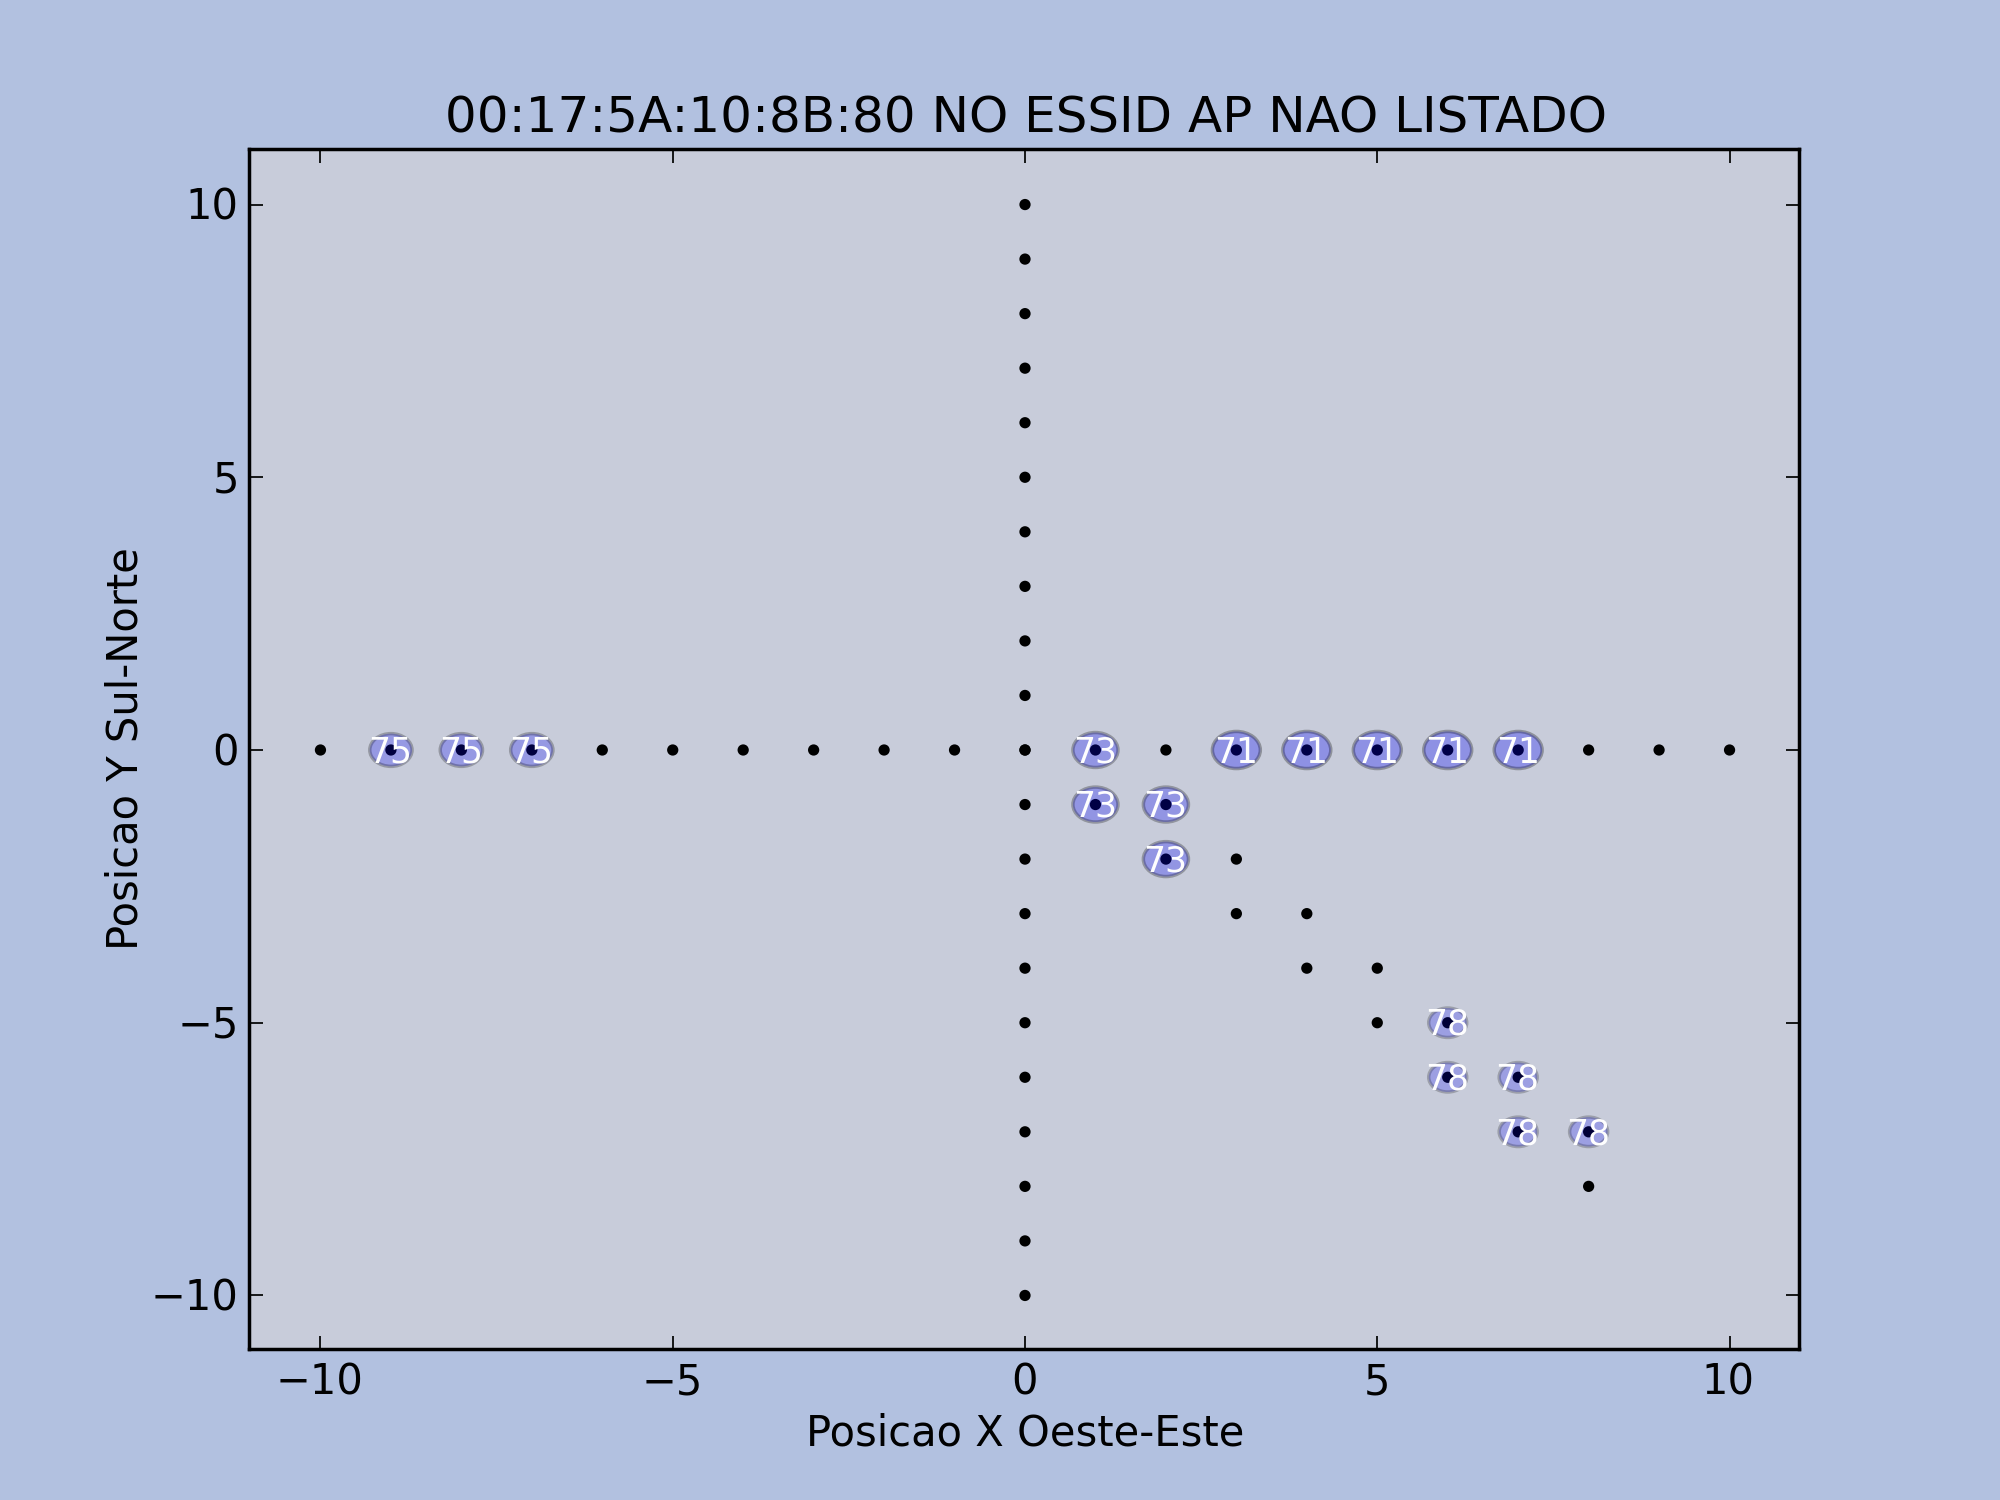 00:17:5A:10:8B:80 NO ESSID AP NAO LISTADO
10
5
Posicao Y Sul-Norte
0
75 75 75 73 71 71 71 71 71
73 73
73
−5
78
78 78
78 78
−10
−10 −5 0 5 10
Posicao X Oeste-Este